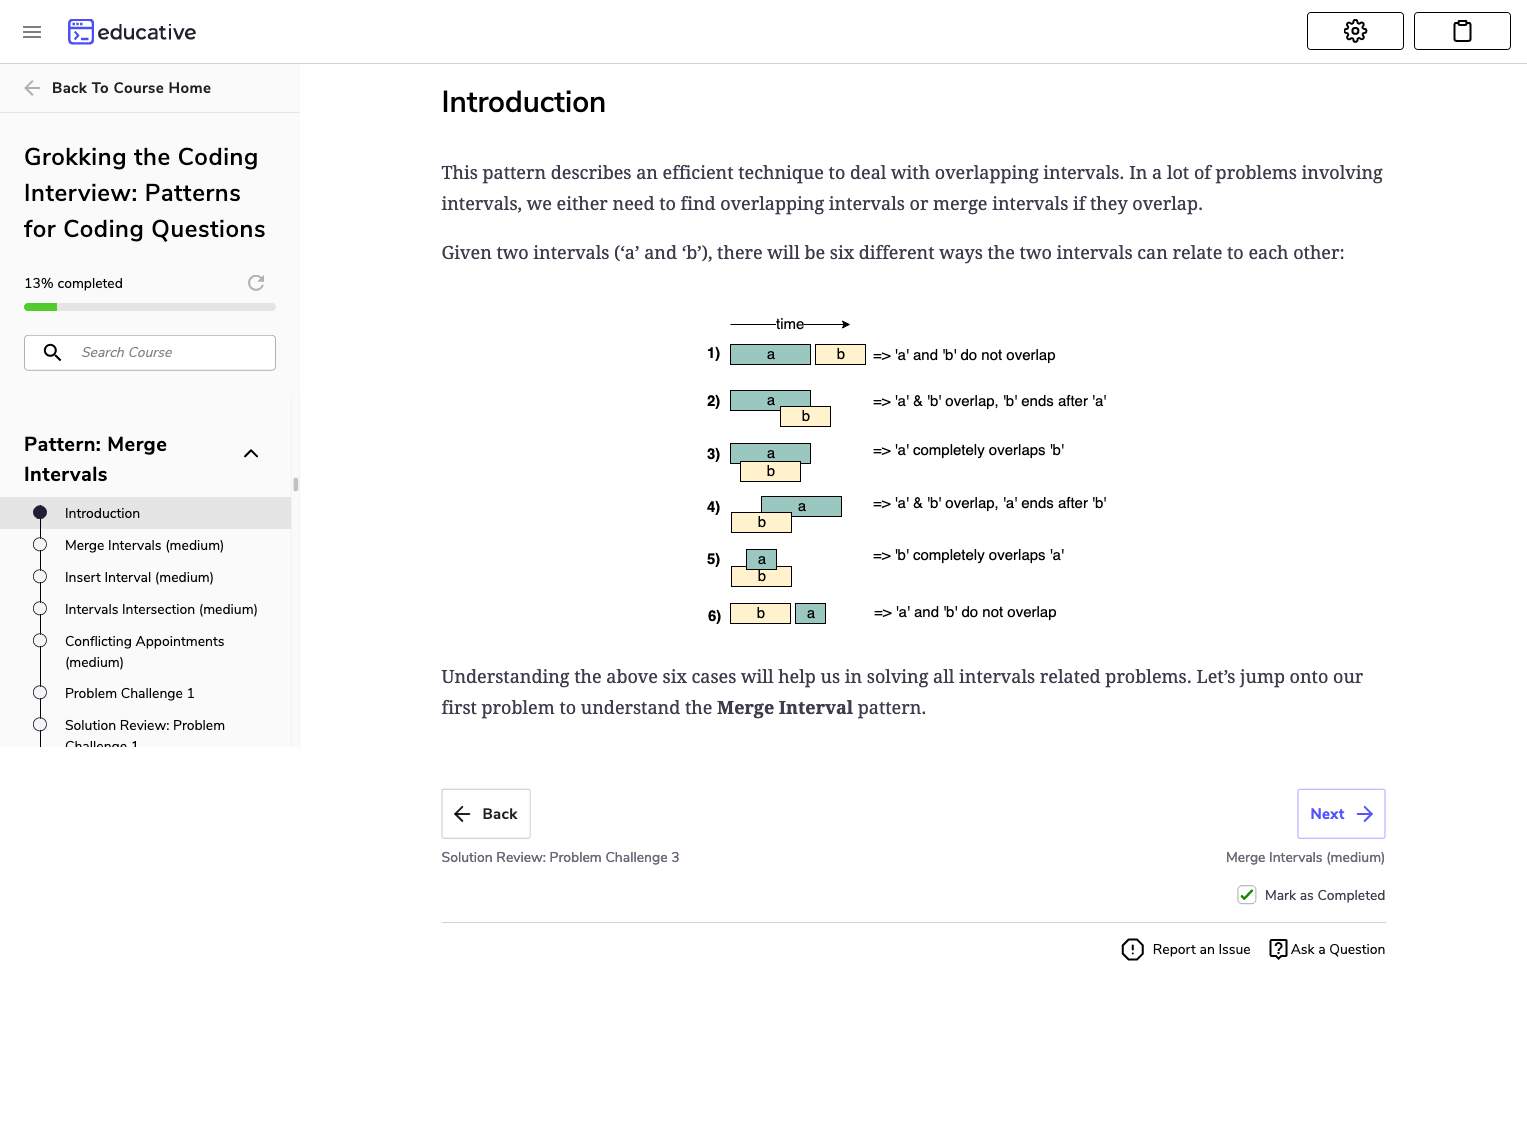 educative
Back To Course Home
Grokking the Coding
Interview: Patterns
for Coding Questions
13% completed
Search Course
Pattern: Merge
Intervals
Introduction
Merge Intervals (medium)
Insert Interval (medium)
Intervals Intersection (medium)
Conflicting Appointments
(medium)
Problem Challenge 1
Solution Review: Problem
Challenge 1
Introduction
This pattern describes an efficient technique to deal with overlapping intervals. In a lot of problems involving
intervals, we either need to find overlapping intervals or merge intervals if they overlap.
Given two intervals (‘a’ and ‘b’), there will be six different ways the two intervals can relate to each other:
time
1) a b => 'a' and 'b' do not overlap
2) a b => 'a' & 'b' overlap, 'b' ends after 'a'
3) a b => 'a' completely overlaps 'b'
4) a b => 'a' & 'b' overlap, 'a' ends after 'b'
5) a b => 'b' completely overlaps 'a'
6) b a => 'a' and 'b' do not overlap
Understanding the above six cases will help us in solving all intervals related problems. Let’s jump onto our
first problem to understand the Merge Interval pattern.
Back
Next
Solution Review: Problem Challenge 3
Merge Intervals (medium)
Mark as Completed
Report an Issue
Ask a Question